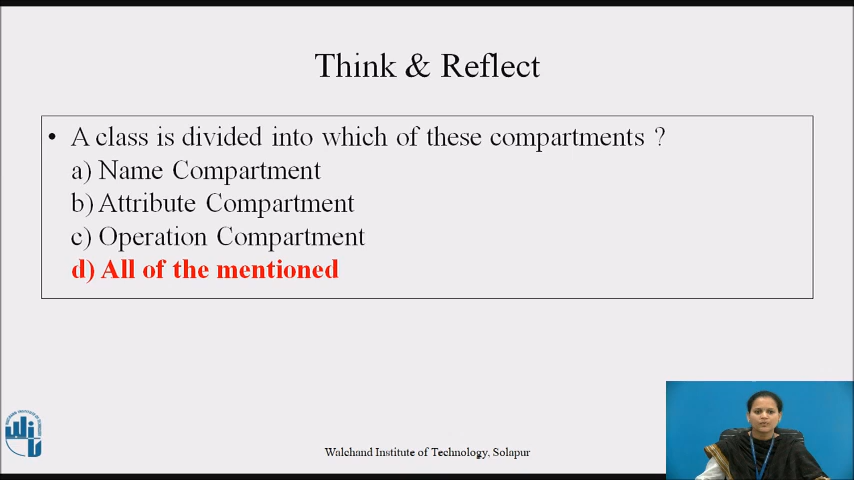 Think & Reflect
• A class is divided into which of these compartments ?
a) Name Compartment
b) Attribute Compartment
c) Operation Compartment
d) All of the mentioned
Walchand Institute of Technology, Solapur